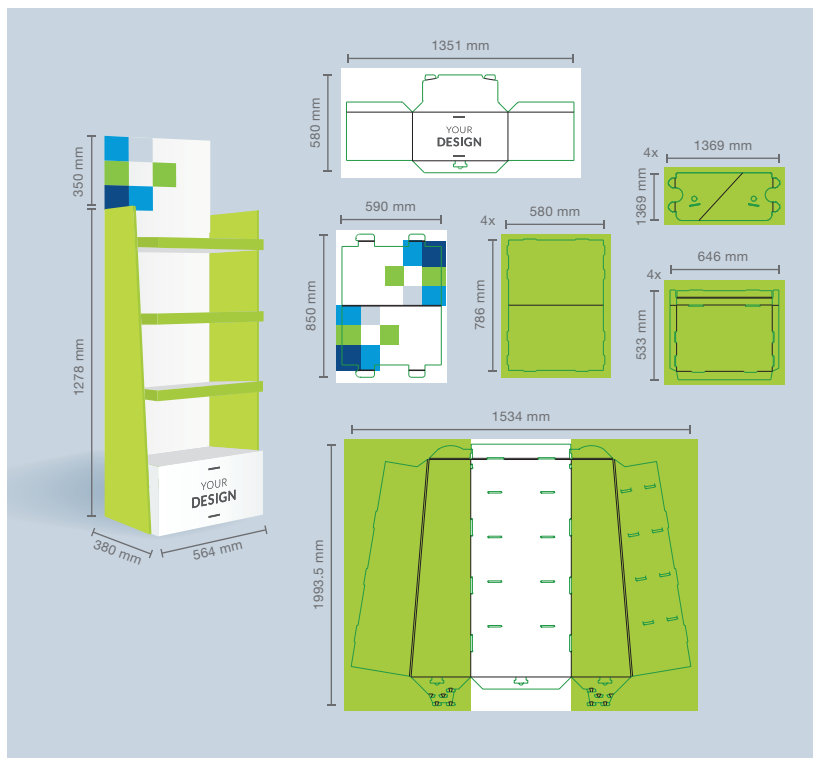 1351 mm
580 mm
YOUR
DESIGN
4x
1369 mm
1369 mm
350 mm
1278 mm
YOUR
DESIGN
380 mm
564 mm
590 mm
850 mm
4x
580 mm
786 mm
4x
646 mm
533 mm
1534 mm
1993.5 mm